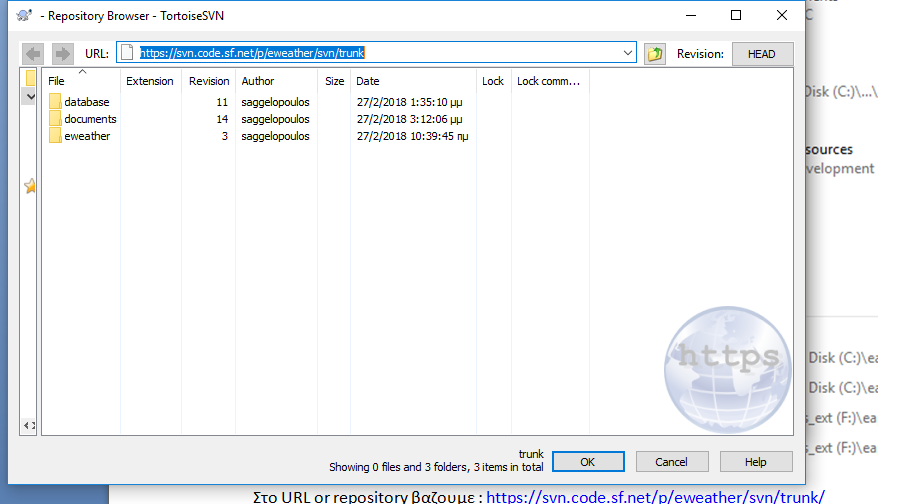 - Repository Browser - TortoiseSVN
URL: https://svn.code.sf.net/p/eweather/svn/trunk Revision: HEAD
File Extension Revision Author Size Date Lock Lock comm...
database 11 saggelopoulos 27/2/2018 1:35:10 μμ
documents 14 saggelopoulos 27/2/2018 3:12:06 μμ
eweather 3 saggelopoulos 27/2/2018 10:39:45 πμ
https
trunk
Showing 0 files and 3 folders, 3 items in total
OK Cancel Help
C
Disk (C:)\...\
sources
velopment
Disk (C:)\ea
Disk (C:)\ea
s_ext (F:)\ea
s_ext (F:)\ea
Στο URL or repository βαζουμε : https://svn.code.sf.net/p/eweather/svn/trunk/